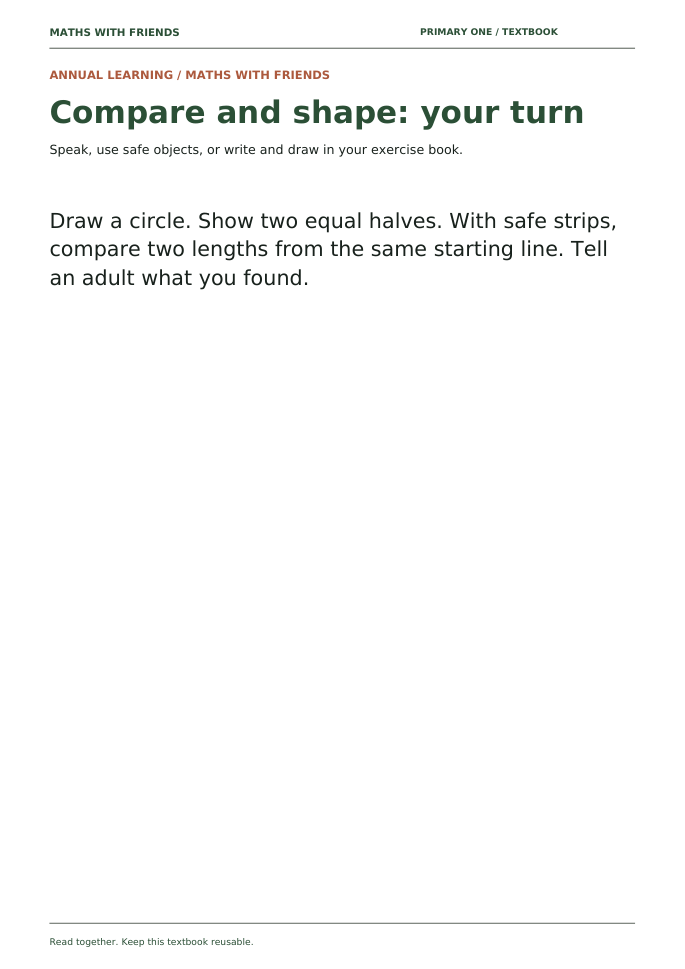 MATHS WITH FRIENDS
PRIMARY ONE / TEXTBOOK
ANNUAL LEARNING / MATHS WITH FRIENDS
Compare and shape: your turn
Speak, use safe objects, or write and draw in your exercise book.
Draw a circle. Show two equal halves. With safe strips,
compare two lengths from the same starting line. Tell
an adult what you found.
Read together. Keep this textbook reusable.